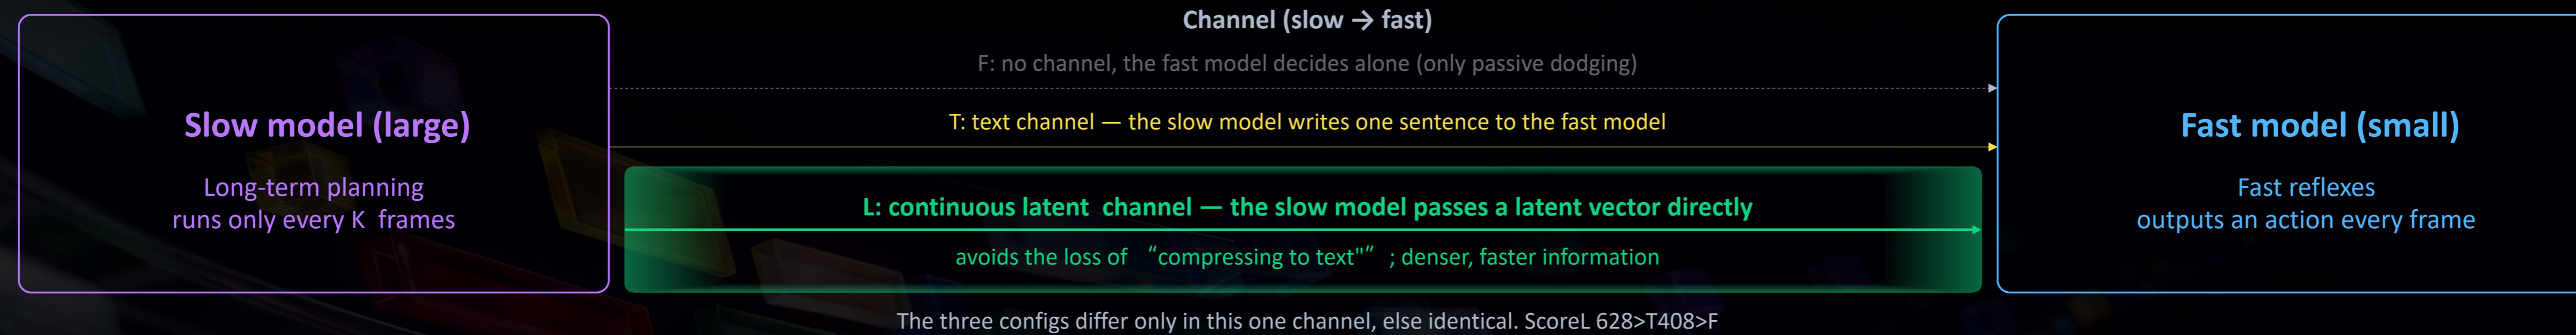 Channel (slow → fast)
F: no channel, the fast model decides alone (only passive dodging)
Slow model (large)
T: text channel — the slow model writes one sentence to the fast model
Fast model (small)
Long-term planning
runs only every K frames
L: continuous latent channel — the slow model passes a latent vector directly
avoids the loss of “compressing to text"” ; denser, faster information
Fast reflexes
outputs an action every frame
The three configs differ only in this one channel, else identical. ScoreL 628>T408>F